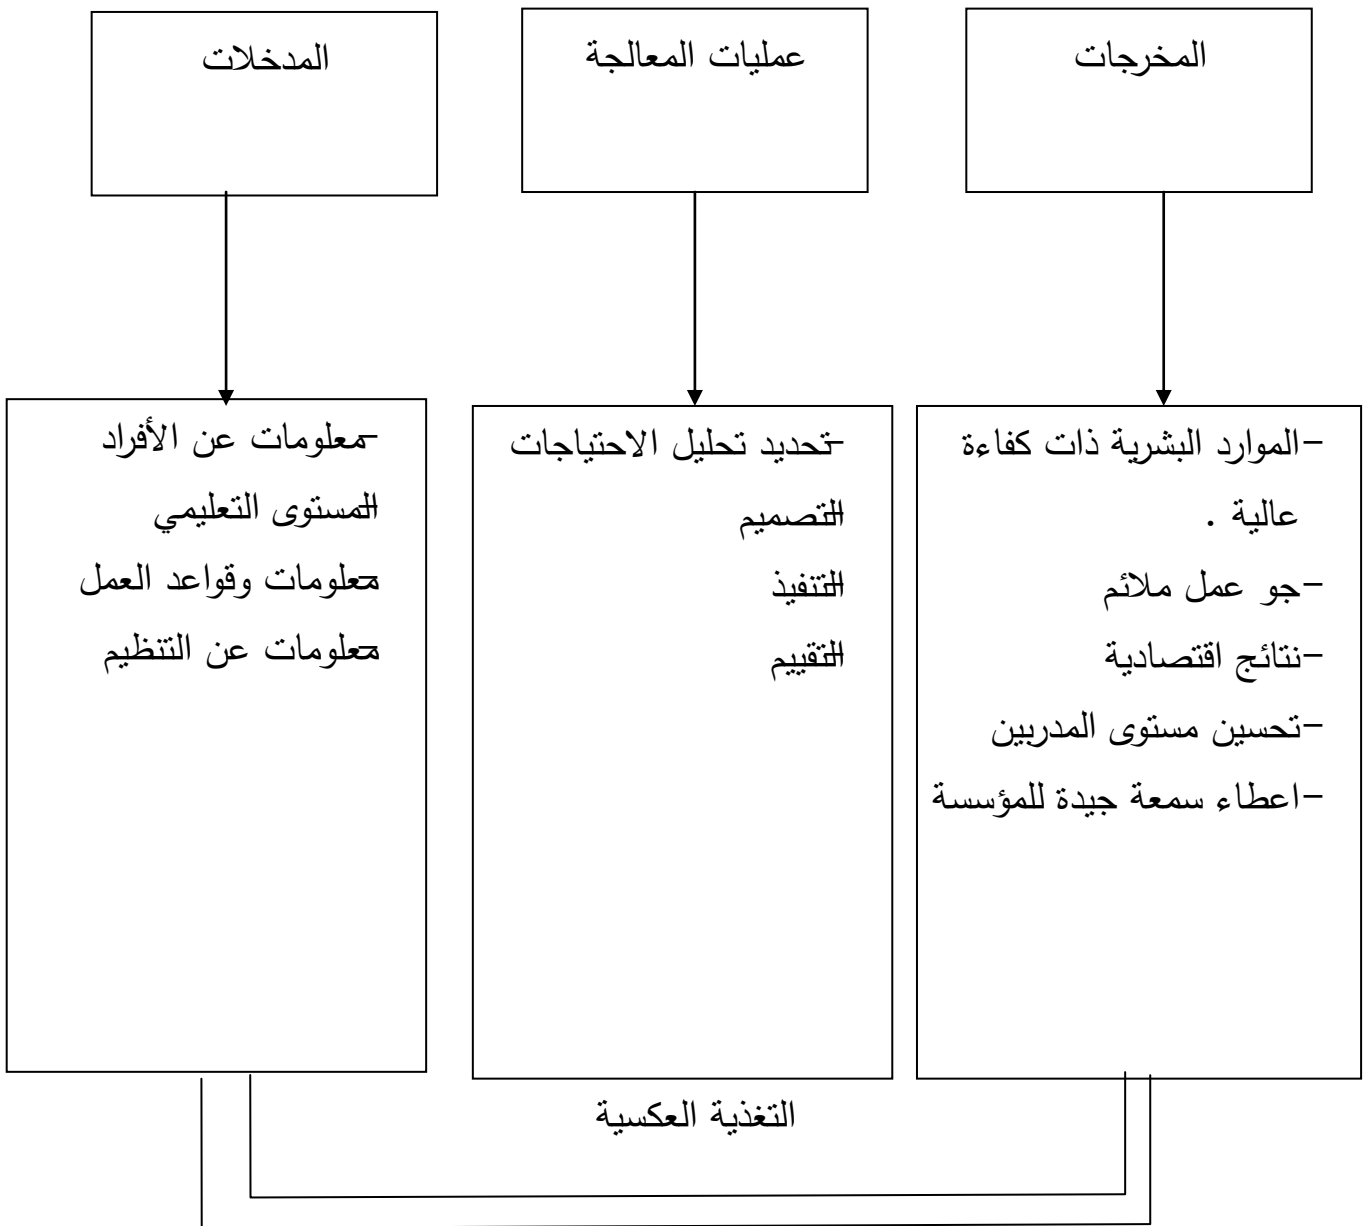 المخرجات
عمليات المعالجة
المدخلات
-الموارد البشرية ذات كفاءة
عالية .
-جو عمل ملائم
-نتائج اقتصادية
-تحسين مستوى المدربين
-اعطاء سمعة جيدة للمؤسسة
-تحديد تحليل الاحتياجات
-التصميم
-التنفيذ
-التقييم
-معلومات عن الأفراد
-المستوى التعليمي
-معلومات وقواعد العمل
-معلومات عن التنظيم
التغذية العكسية